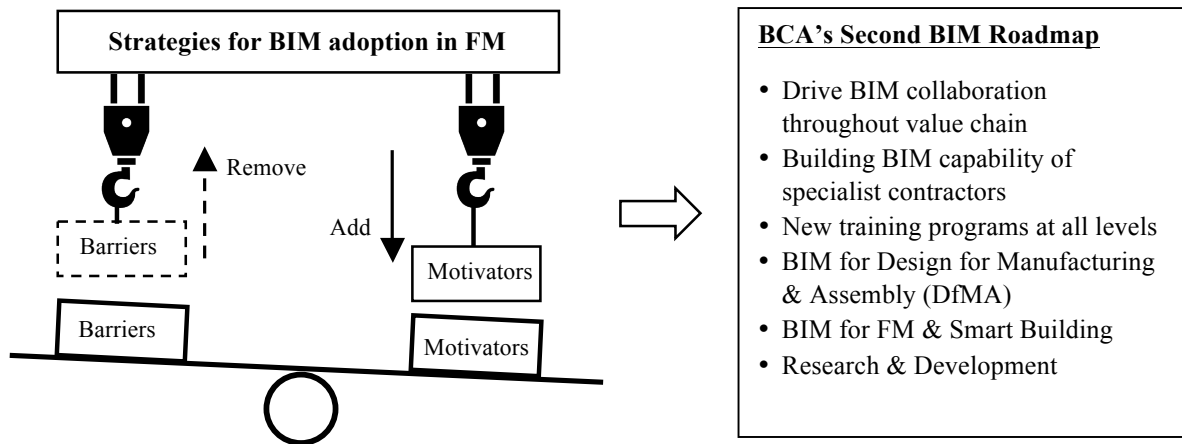 Strategies for BIM adoption in FM
Remove
Add
Barriers
Motivators
Barriers
Motivators
BCA's Second BIM Roadmap
• Drive BIM collaboration
throughout value chain
• Building BIM capability of
specialist contractors
• New training programs at all levels
• BIM for Design for Manufacturing
& Assembly (DfMA)
• BIM for FM & Smart Building
• Research & Development